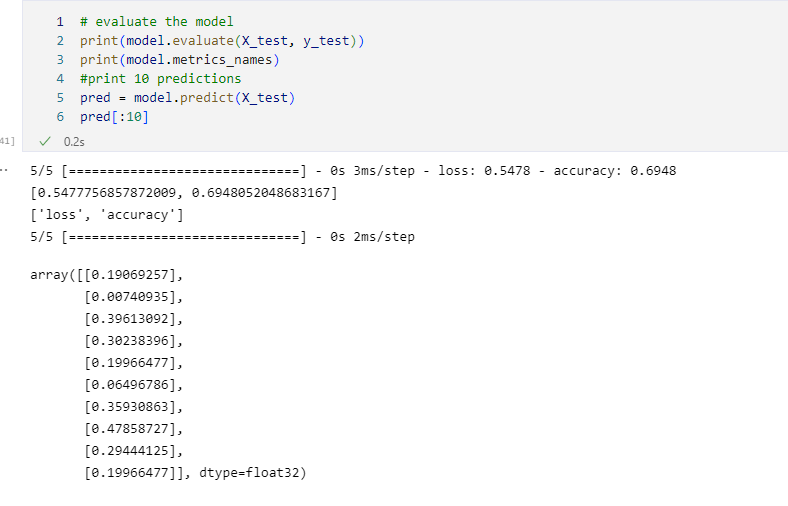 1 # evaluate the model
2 print(model.evaluate(X_test, y_test))
3 print(model.metrics_names)
4 #print 10 predictions
5 pred = model.predict(X_test)
6 pred[:10]
41] ✓ 0.2s
.. 5/5 [==============================] - 0s 3ms/step - loss: 0.5478 - accuracy: 0.6948
[0.5477756857872009, 0.6948052048683167]
['loss', 'accuracy']
5/5 [==============================] - 0s 2ms/step
array([[0.19069257],
[0.00740935],
[0.39613092],
[0.30238396],
[0.19966477],
[0.06496786],
[0.35930863],
[0.47858727],
[0.29444125],
[0.19966477]], dtype=float32)